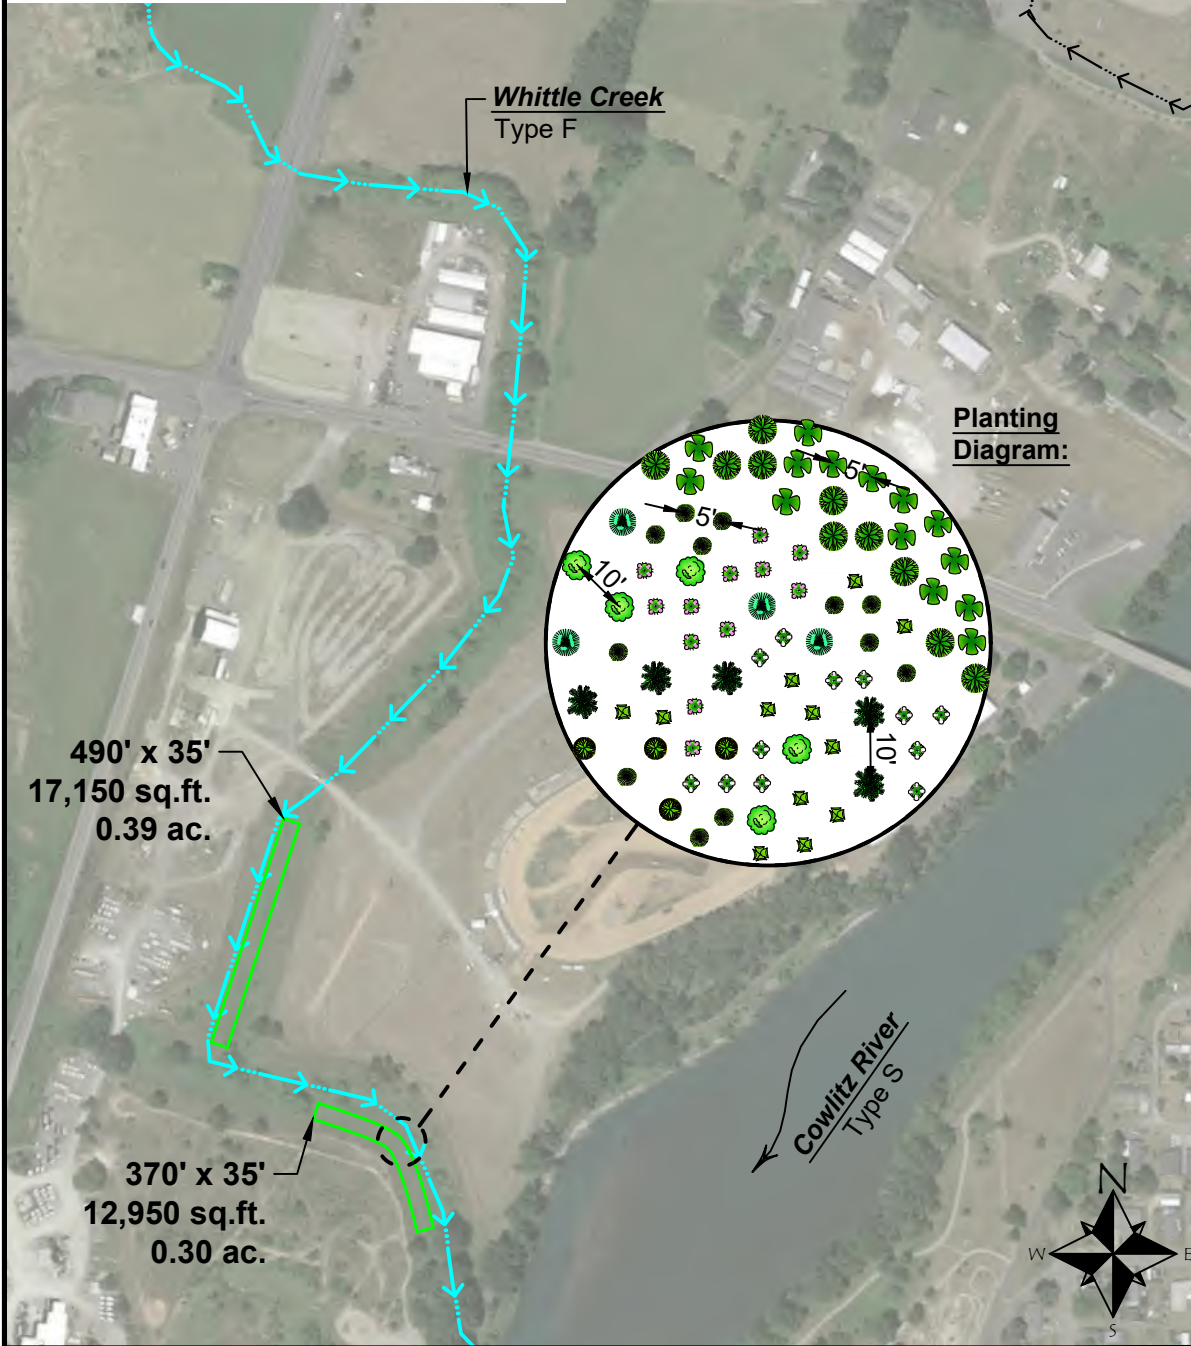 Whittle Creek
Type F
Planting
Diagram:
5'
5'
10'
10'
490' x 35'
17,150 sq.ft.
0.39 ac.
Cowlitz River
Type S
370' x 35'
12,950 sq.ft.
0.30 ac.
N
W
E
S